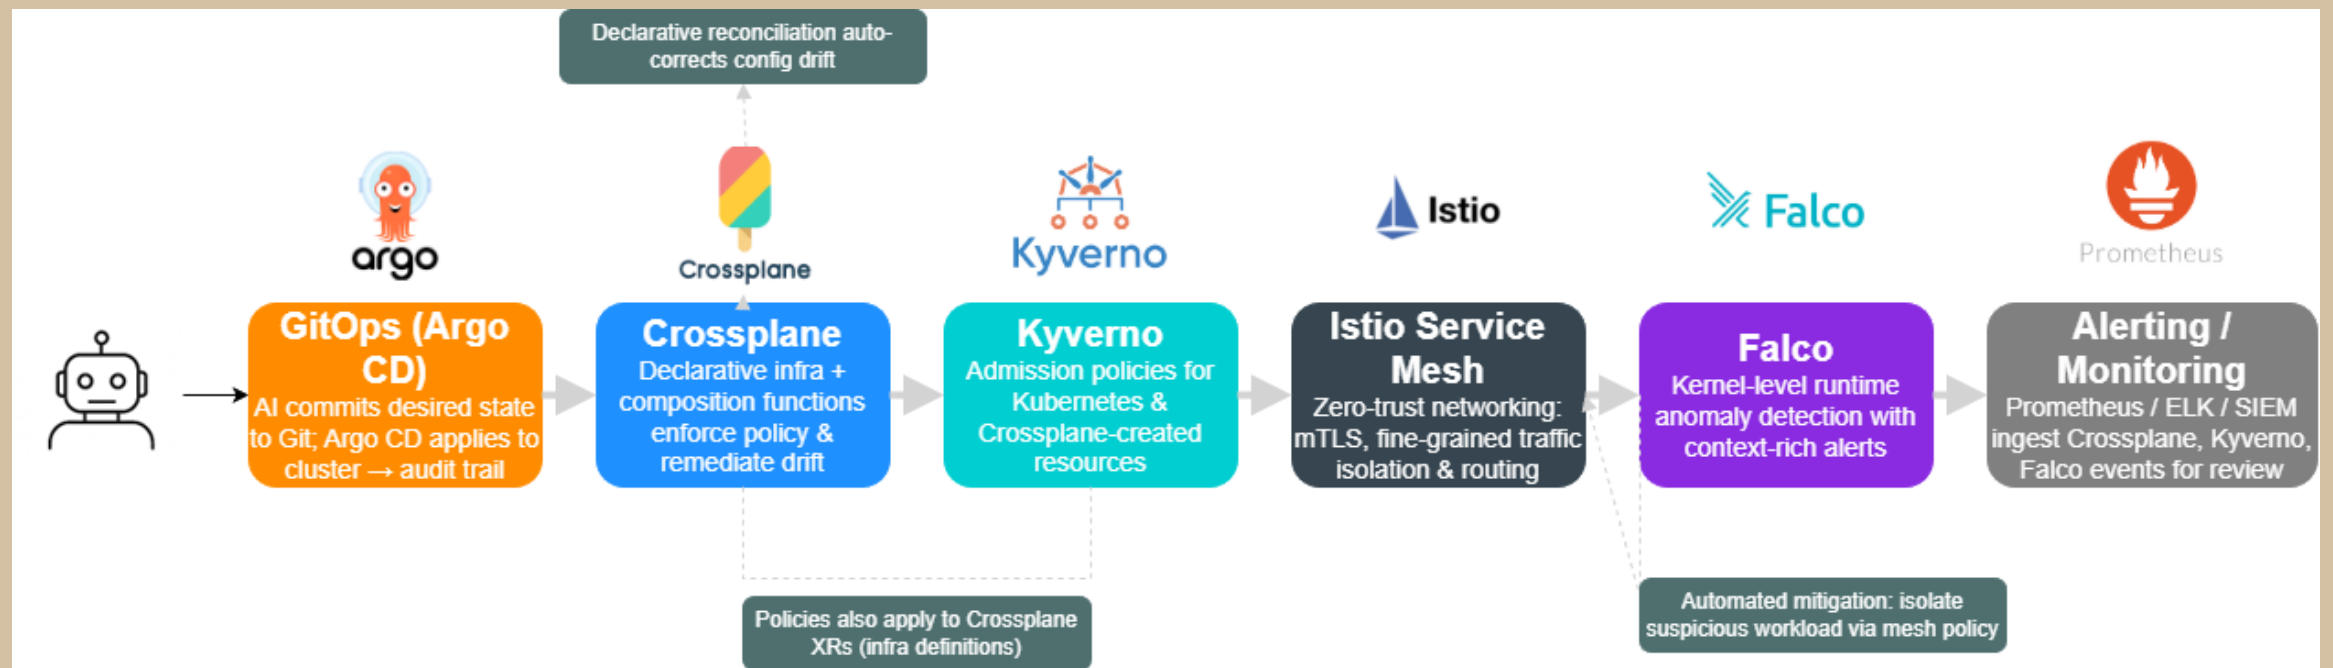 Declarative reconciliation auto-
corrects config drift
argo
Crossplane
Kyverno
Istio
Falco
Prometheus
GitOps (Argo
CD)
AI commits desired state
to Git; Argo CD applies to
cluster → audit trail
Crossplane
Declarative infra +
composition functions
enforce policy &
remediate drift
Kyverno
Admission policies for
Kubernetes &
Crossplane-created
resources
Istio Service
Mesh
Zero-trust networking:
mTLS, fine-grained traffic
isolation & routing
Falco
Kernel-level runtime
anomaly detection with
context-rich alerts
Alerting /
Monitoring
Prometheus / ELK / SIEM
ingest Crossplane, Kyverno,
Falco events for review
Policies also apply to Crossplane
XRs (infra definitions)
Automated mitigation: isolate
suspicious workload via mesh policy